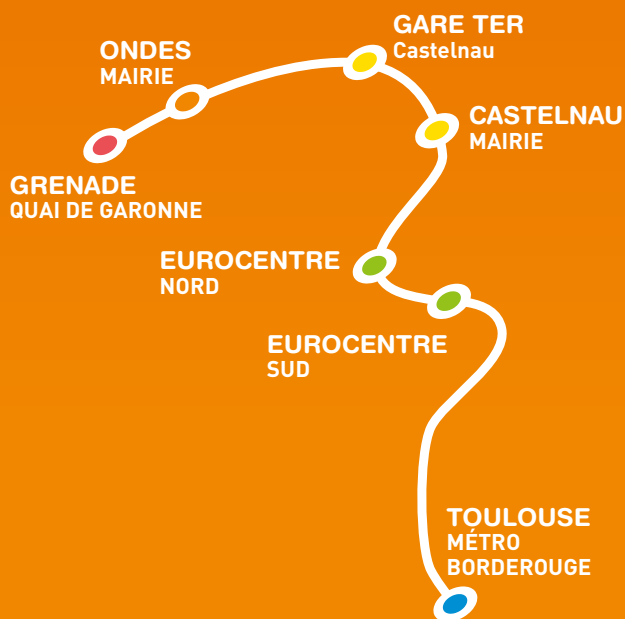 GARE TER
Castelnau
ONDES
MAIRIE
CASTELNAU
MAIRIE
GRENADE
QUAI DE GARONNE
EUROCENTRE
NORD
EUROCENTRE
SUD
TOULOUSE
MÉTRO
BORDEROUGE